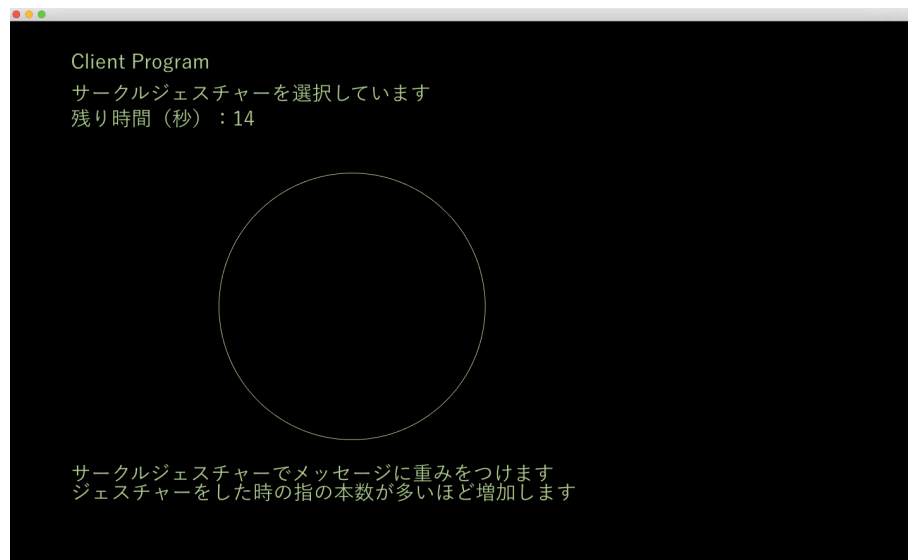 Client Program
サークルジェスチャーを選択しています
残り時間（秒）：14
サークルジェスチャーでメッセージに重みをつけます
ジェスチャーをした時の指の本数が多いほど増加します